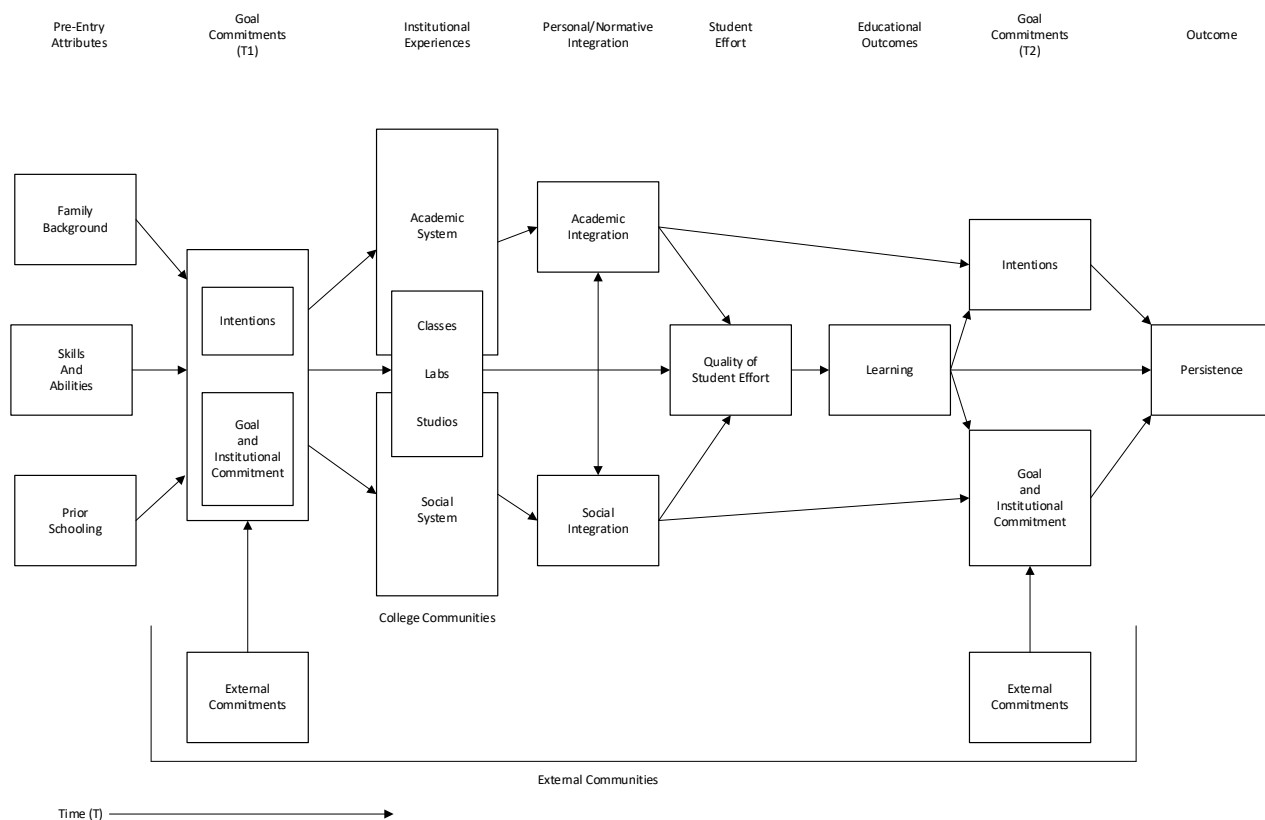 Pre-Entry
Attributes
Goal
Commitments
(T1)
Institutional
Experiences
Personal/Normative
Integration
Student
Effort
Educational
Outcomes
Goal
Commitments
(T2)
Outcome
Family
Background
Skills
And
Abilities
Prior
Schooling
Intentions
Goal
and
Institutional
Commitment
External
Commitments
Academic
System
Classes
Labs
Studios
Social
System
College Communities
Academic
Integration
Social
Integration
Quality of
Student Effort
Learning
Intentions
Goal
and
Institutional
Commitment
External
Commitments
Persistence
External Communities
Time (T)